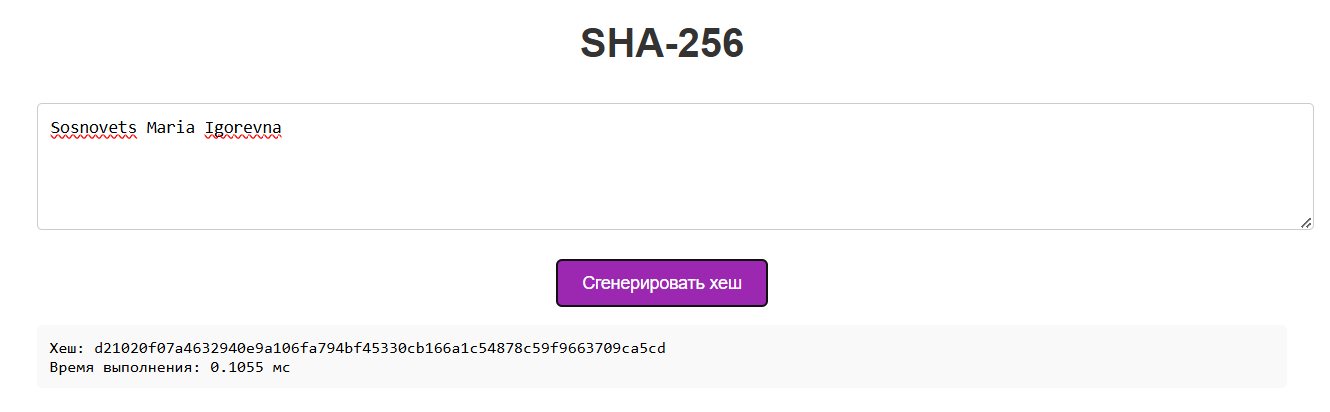 SHA-256
Sosnovets Maria Igorevna
Сгенерировать хеш
Хеш: d21020f07a4632940e9a106fa794bf45330cb166a1c54878c59f9663709ca5cd
Время выполнения: 0.1055 мс